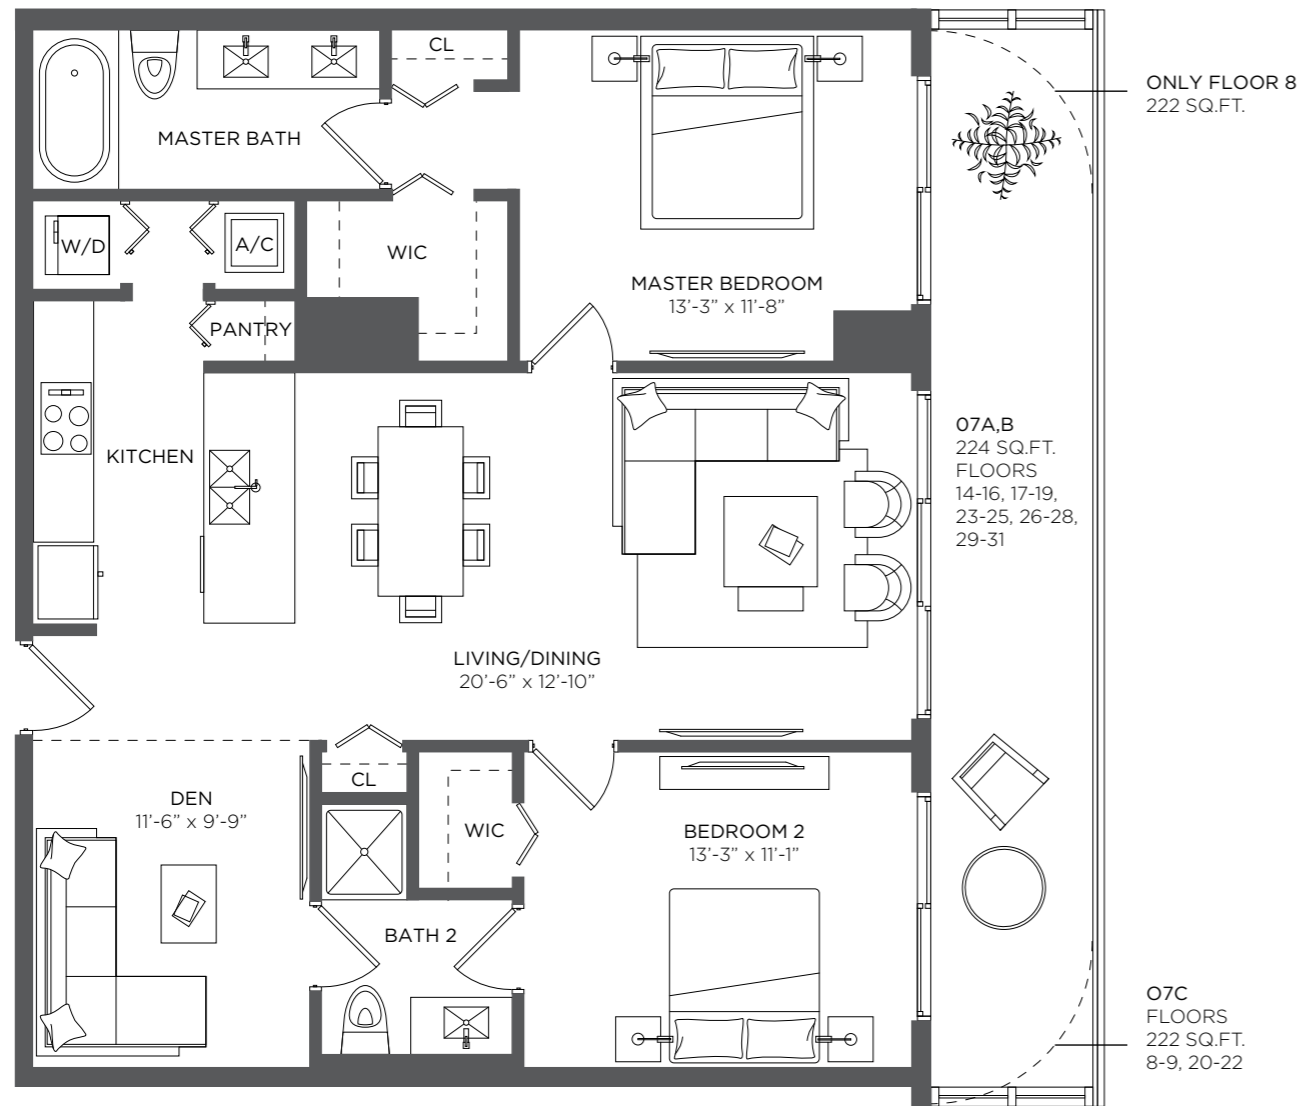 CL
ONLY FLOOR 8
222 SQ.FT.
MASTER BATH
W/D
A/C
WIC
MASTER BEDROOM
13'-3” x 11'-8”
PANTRY
07A,B
224 SQ.FT.
FLOORS
14-16, 17-19,
23-25, 26-28,
29-31
KITCHEN
LIVING/DINING
20'-6” x 12'-10”
CL
DEN
11'-6” x 9'-9”
WIC
BEDROOM 2
13'-3” x 11'-1”
BATH 2
O7C
FLOORS
222 SQ.FT.
8-9, 20-22